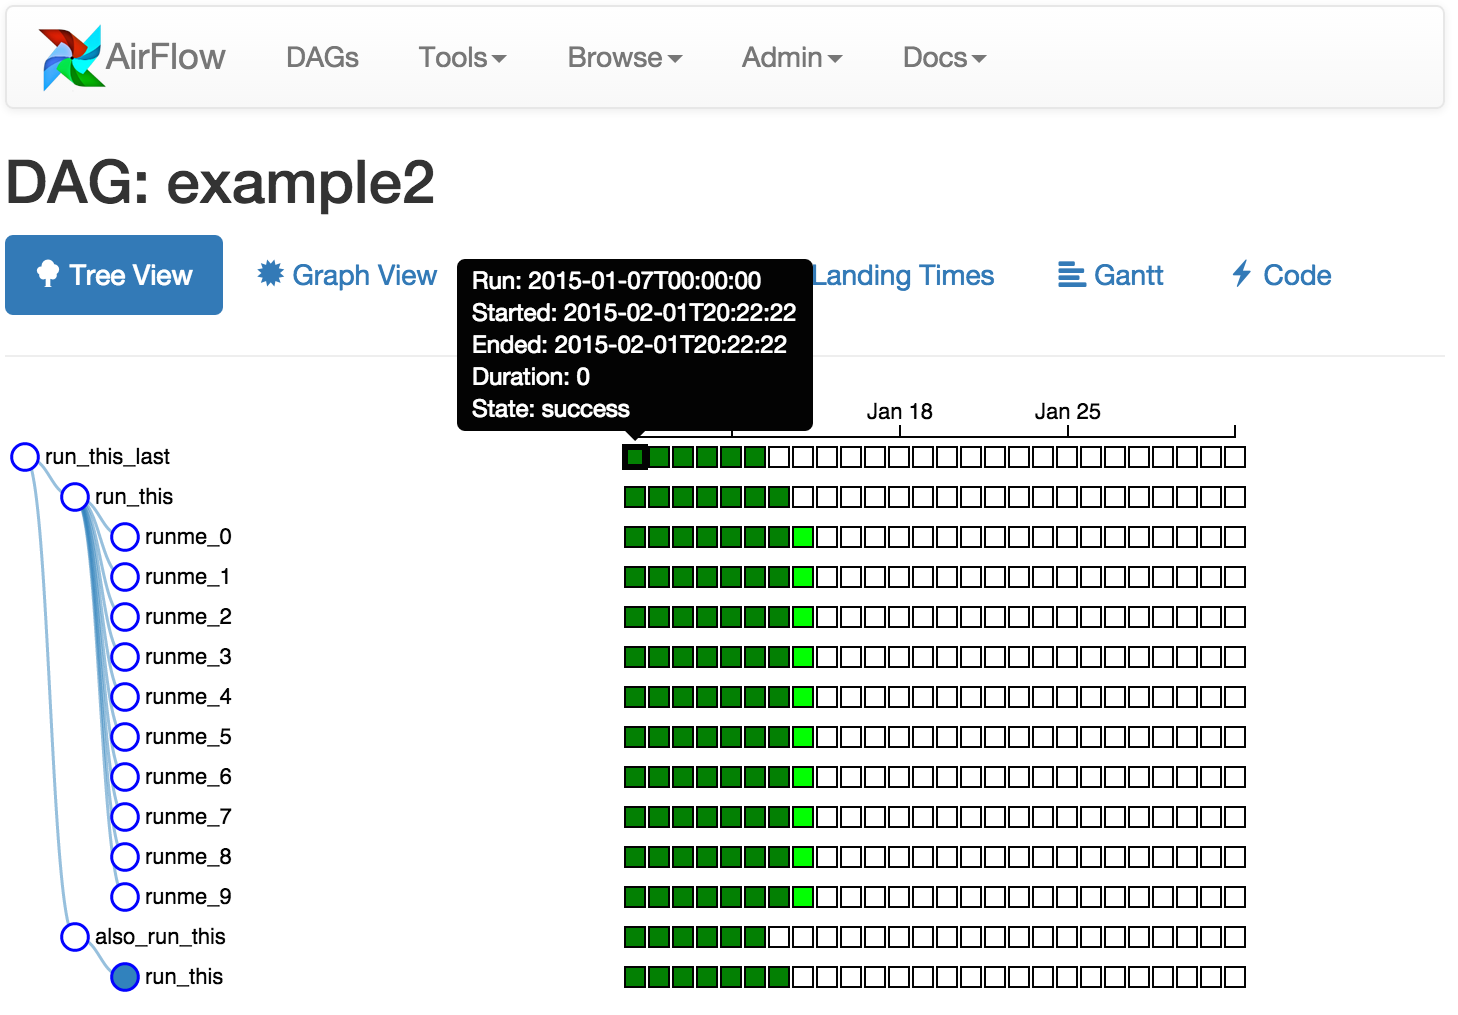 AirFlow DAGs Tools Browse Admin Docs
DAG: example2
Tree View Graph View Landing Times Gantt Code
Run: 2015-01-07T00:00:00
Started: 2015-02-01T20:22:22
Ended: 2015-02-01T20:22:22
Duration: 0
State: success
Jan 18 Jan 25
run_this_last
run_this
runme_0
runme_1
runme_2
runme_3
runme_4
runme_5
runme_6
runme_7
runme_8
runme_9
also_run_this
run_this